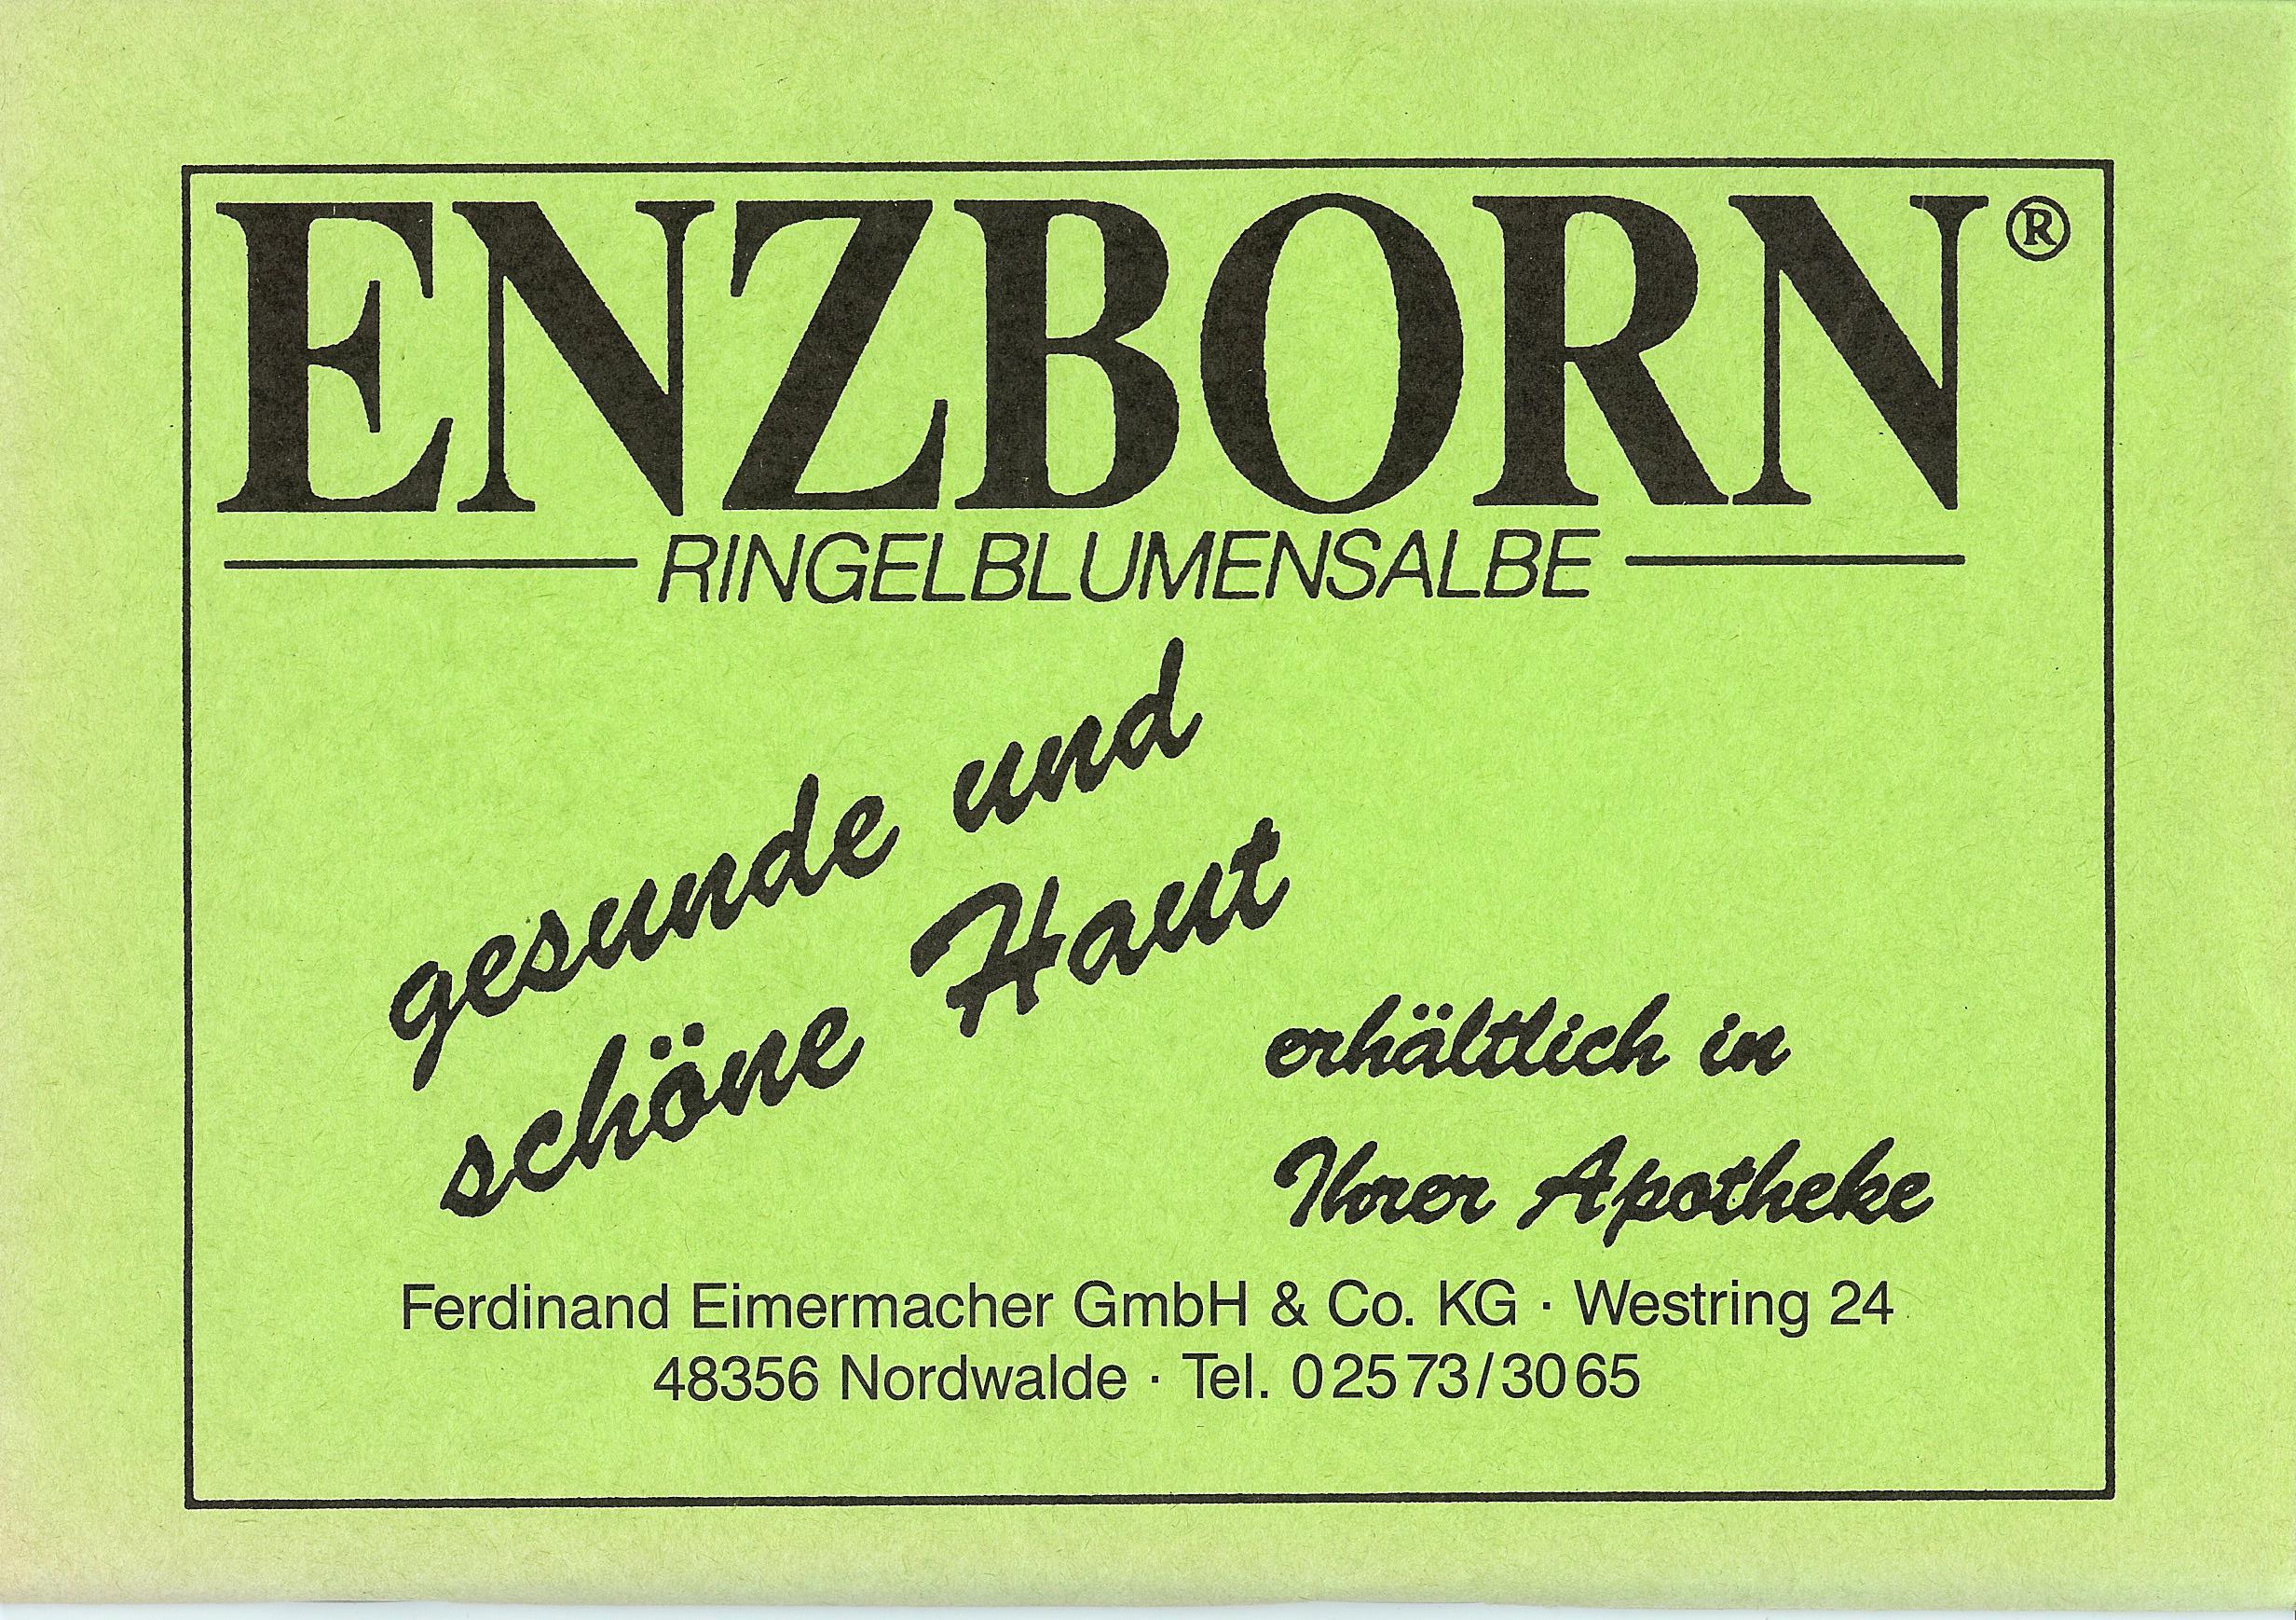 ENZBORN®
RINGELBLUMENSALBE
gesunde und
schöne Haut
erhältlich in
Ihrer Apotheke
Ferdinand Eimermacher GmbH & Co. KG · Westring 24
48356 Nordwalde · Tel. 02573/3065